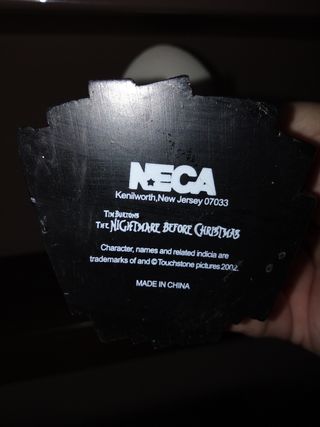 NECA
Kenilworth,New Jersey 07033
TIM BURTON'S
THE NIGHTMARE BEFORE CHRISTMAS
Character, names and related indicia are
trademarks of and © Touchstone pictures 2002.
MADE IN CHINA